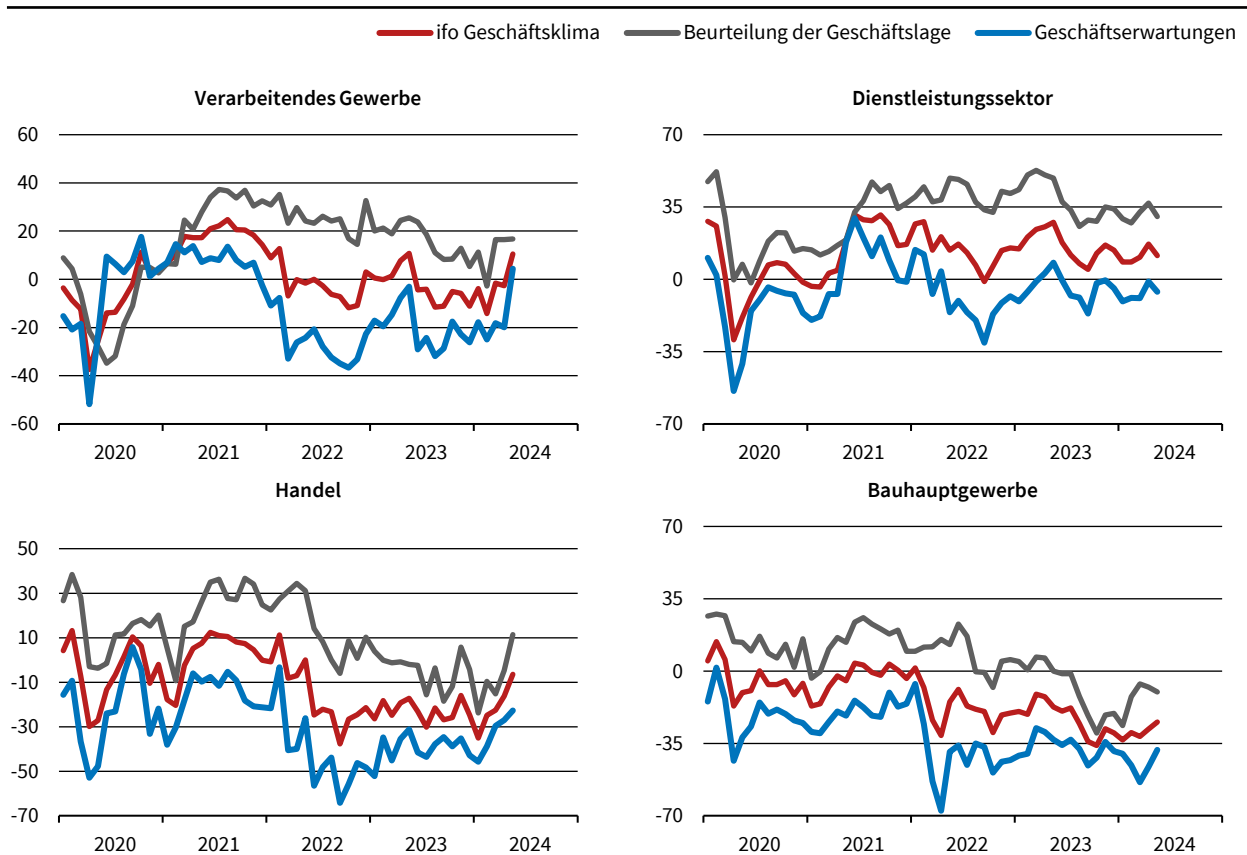 ifo Geschäftsklima Beurteilung der Geschäftslage Geschäftserwartungen
Verarbeitendes Gewerbe
60
40
20
0
-20
-40
-60
2020 2021 2022 2023 2024
Dienstleistungssektor
70
35
0
-35
-70
2020 2021 2022 2023 2024
Handel
50
30
10
-10
-30
-50
-70
2020 2021 2022 2023 2024
Bauhauptgewerbe
70
35
0
-35
-70
2020 2021 2022 2023 2024